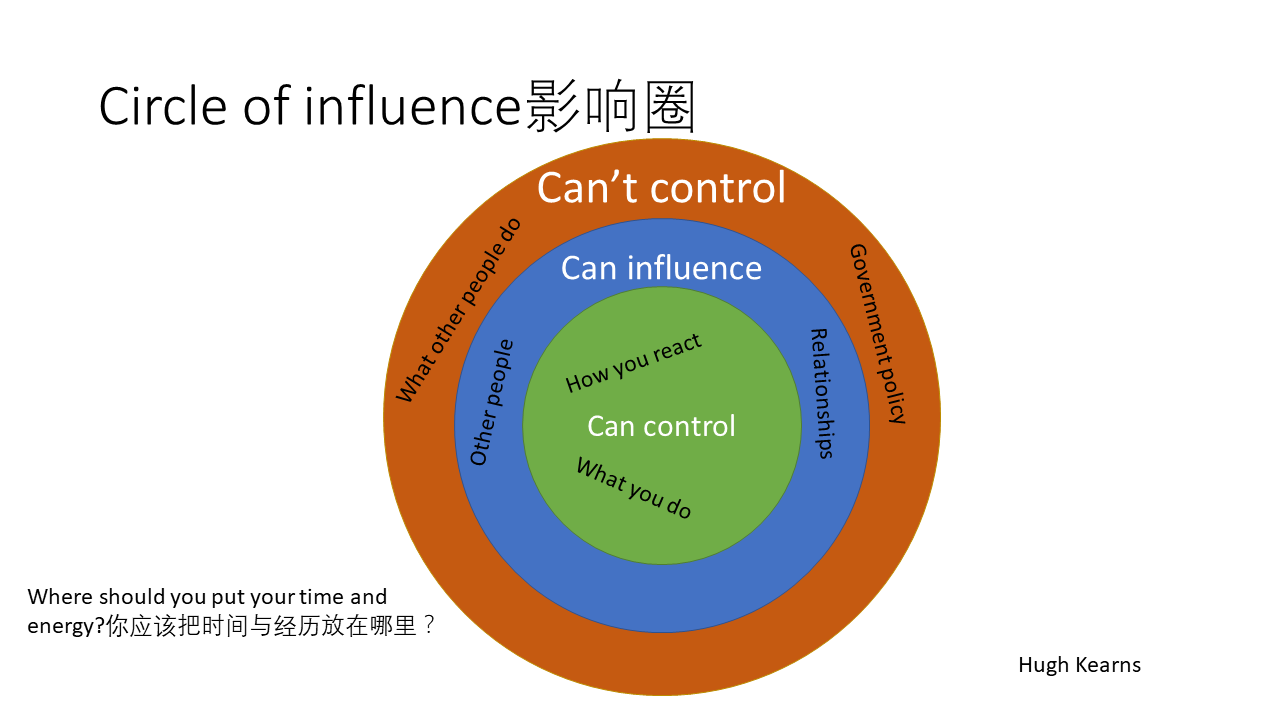 Circle of influence影响圈
Can’t control
What other people do
Government policy
Can influence
Other people
Relationships
How you react
Can control
What you do
Where should you put your time and
energy?你应该把时间与经历放在哪里？
Hugh Kearns